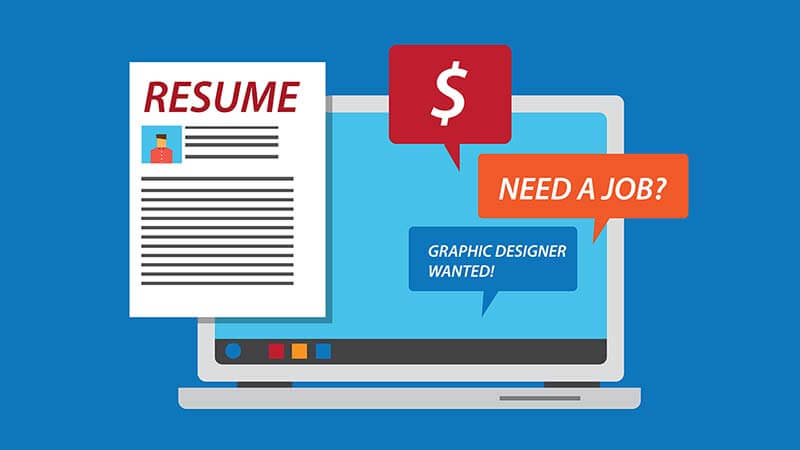 RESUME
$
NEED A JOB?
GRAPHIC DESIGNER
WANTED!